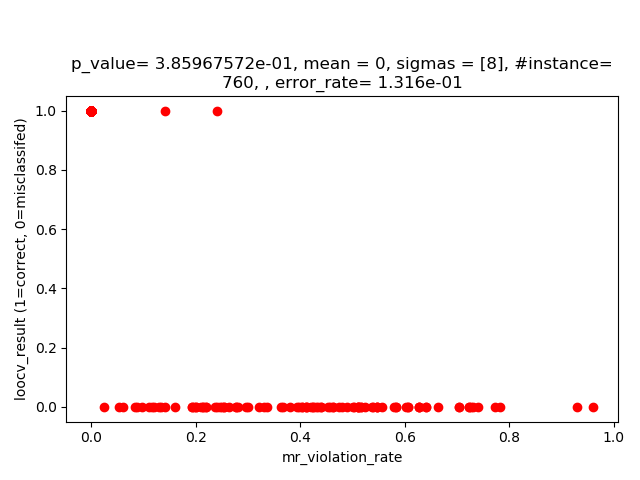 p_value= 3.85967572e-01, mean = 0, sigmas = [8], #instance=
760, , error_rate= 1.316e-01
1.0
0.8
0.6
0.4
0.2
0.0
loocv_result (1=correct, 0=misclassifed)
0.0 0.2 0.4 0.6 0.8 1.0
mr_violation_rate